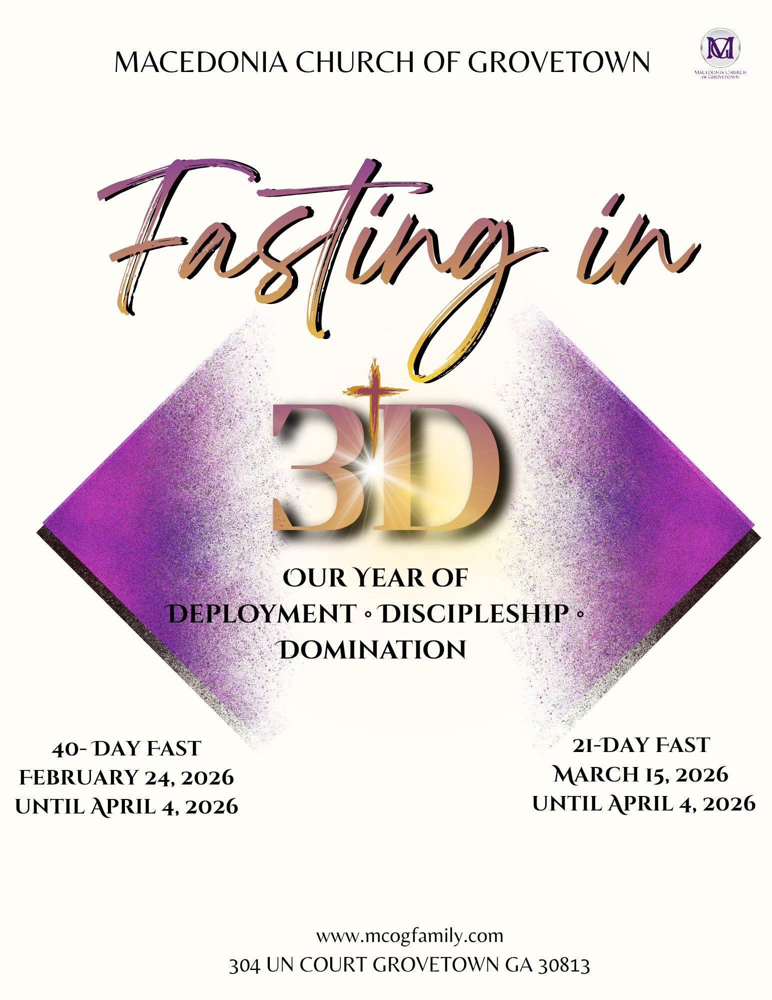 MACEDONIA CHURCH OF GROVETOWN
MG
MACEDONIA CHURCH
OF GROVETOWN
Fasting in
3D
OUR YEAR OF
DEPLOYMENT ∘ DISCIPLESHIP ∘
DOMINATION
40- DAY FAST
FEBRUARY 24, 2026
UNTIL APRIL 4, 2026
21-DAY FAST
MARCH 15, 2026
UNTIL APRIL 4, 2026
www.mcogfamily.com
304 UN COURT GROVETOWN GA 30813